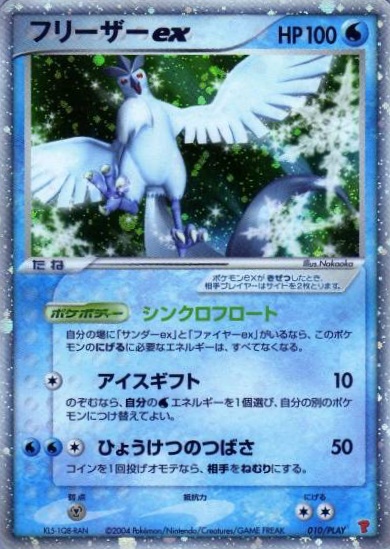 フリーザーex HP100
Illus.Nakaoka
たね
ポケモンexがきぜつしたとき、
相手プレイヤーはサイドを2枚とります。
ポケボディー シンクロフロート
自分の場に「サンダーex」と「ファイヤーex」がいるなら、このポケ
モンのにげるに必要なエネルギーは、すべてなくなる。
アイスギフト 10
のぞむなら、自分のエネルギーを1個選び、自分の別のポケ
モンにつけ替えてよい。
ひょうけつのつばさ 50
コインを1回投げオモテなら、相手をねむりにする。
弱点 抵抗力 にげる
KLS-1Q8-RAN ©2004 Pokémon/Nintendo/Creatures/GAME FREAK 010/PLAY